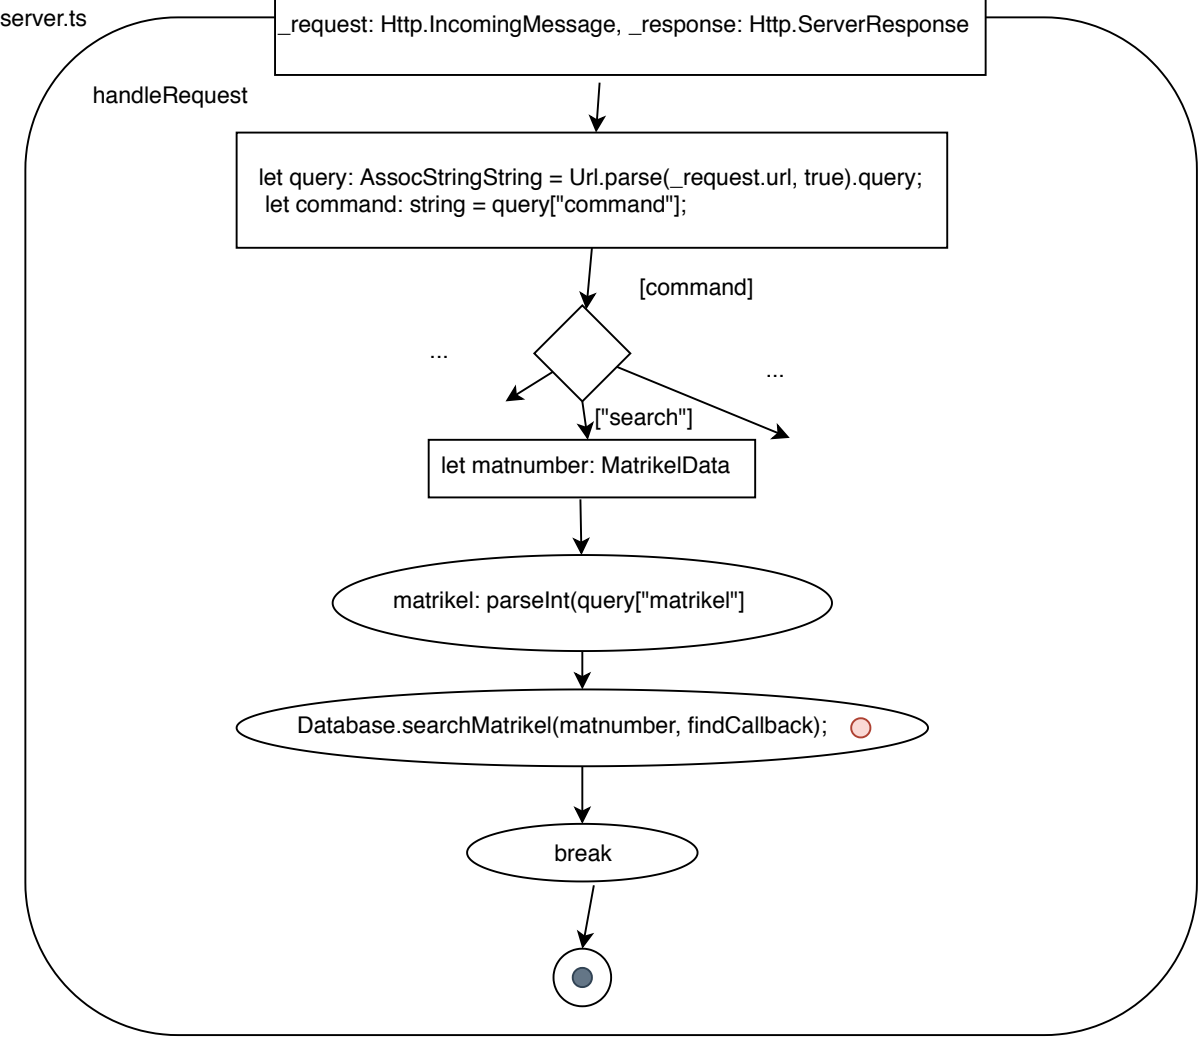 server.ts
_request: Http.IncomingMessage, _response: Http.ServerResponse
handleRequest
let query: AssocStringString = Url.parse(_request.url, true).query;
let command: string = query["command"];
[command]
...
...
["search"]
let matnumber: MatrikelData
matrikel: parseInt(query["matrikel"]
Database.searchMatrikel(matnumber, findCallback);
break